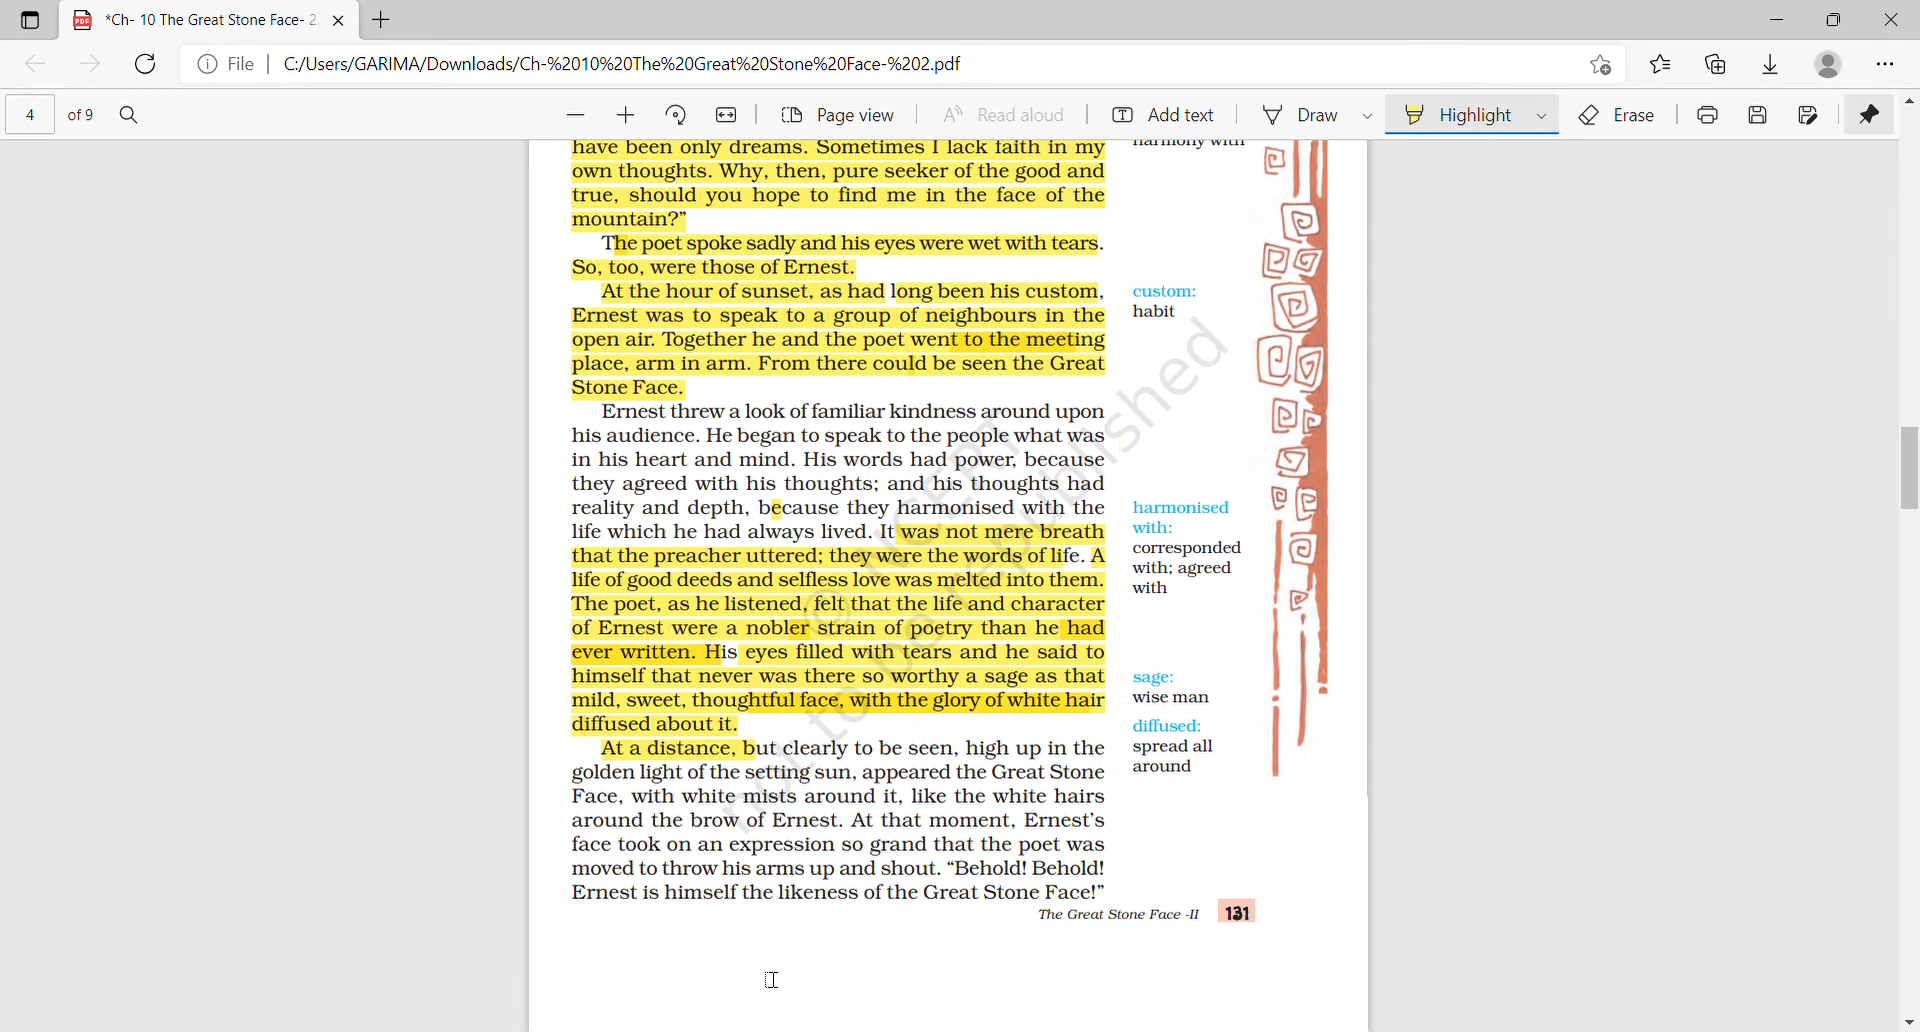 *Ch- 10 The Great Stone Face- 2.
File
C:/Users/GARIMA/Downloads/Ch-%2010%20The%20Great%20Stone%20Face-%202.pdf
4 of 9
Page view
Read aloud
Add text
Draw
Highlight
Erase
have been only dreams. Sometimes I lack faith in my
own thoughts. Why, then, pure seeker of the good and
true, should you hope to find me in the face of the
mountain?”
The poet spoke sadly and his eyes were wet with tears.
So, too, were those of Ernest.
At the hour of sunset, as had long been his custom,
Ernest was to speak to a group of neighbours in the
open air. Together he and the poet went to the meeting
place, arm in arm. From there could be seen the Great
Stone Face.
Ernest threw a look of familiar kindness around upon
his audience. He began to speak to the people what was
in his heart and mind. His words had power, because
they agreed with his thoughts; and his thoughts had
reality and depth, because they harmonised with the
life which he had always lived. It was not mere breath
that the preacher uttered; they were the words of life. A
life of good deeds and selfless love was melted into them.
The poet, as he listened, felt that the life and character
of Ernest were a nobler strain of poetry than he had
ever written. His eyes filled with tears and he said to
himself that never was there so worthy a sage as that
mild, sweet, thoughtful face, with the glory of white hair
diffused about it.
At a distance, but clearly to be seen, high up in the
golden light of the setting sun, appeared the Great Stone
Face, with white mists around it, like the white hairs
around the brow of Ernest. At that moment, Ernest’s
face took on an expression so grand that the poet was
moved to throw his arms up and shout. “Behold! Behold!
Ernest is himself the likeness of the Great Stone Face!”
harmony with
custom:
habit
harmonised
with:
corresponded
with; agreed
with
sage:
wise man
diffused:
spread all
around
The Great Stone Face -II 131
© NCERT
not to be republished